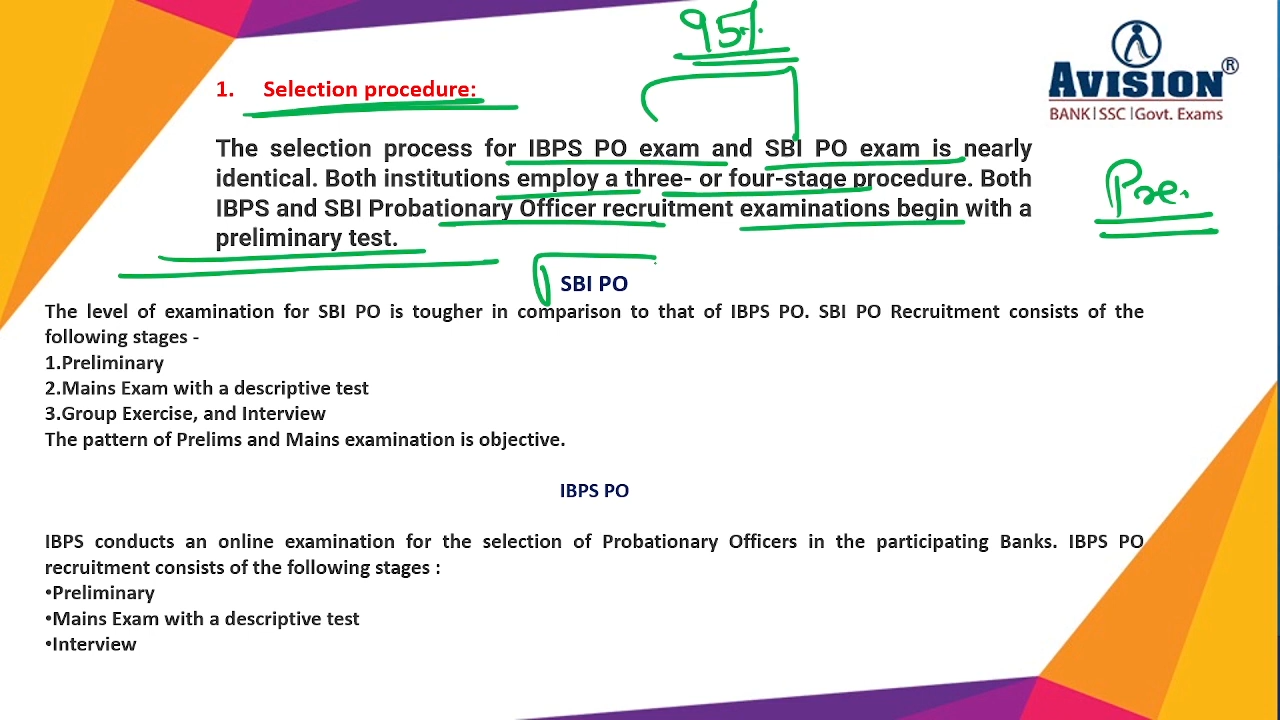 95%
AVISION®
BANK|SSC|Govt. Exams
1. Selection procedure:
The selection process for IBPS PO exam and SBI PO exam is nearly
identical. Both institutions employ a three- or four-stage procedure. Both
IBPS and SBI Probationary Officer recruitment examinations begin with a
preliminary test.
Pre.
SBI PO
The level of examination for SBI PO is tougher in comparison to that of IBPS PO. SBI PO Recruitment consists of the
following stages -
1.Preliminary
2.Mains Exam with a descriptive test
3.Group Exercise, and Interview
The pattern of Prelims and Mains examination is objective.
IBPS PO
IBPS conducts an online examination for the selection of Probationary Officers in the participating Banks. IBPS PO
recruitment consists of the following stages :
•Preliminary
•Mains Exam with a descriptive test
•Interview